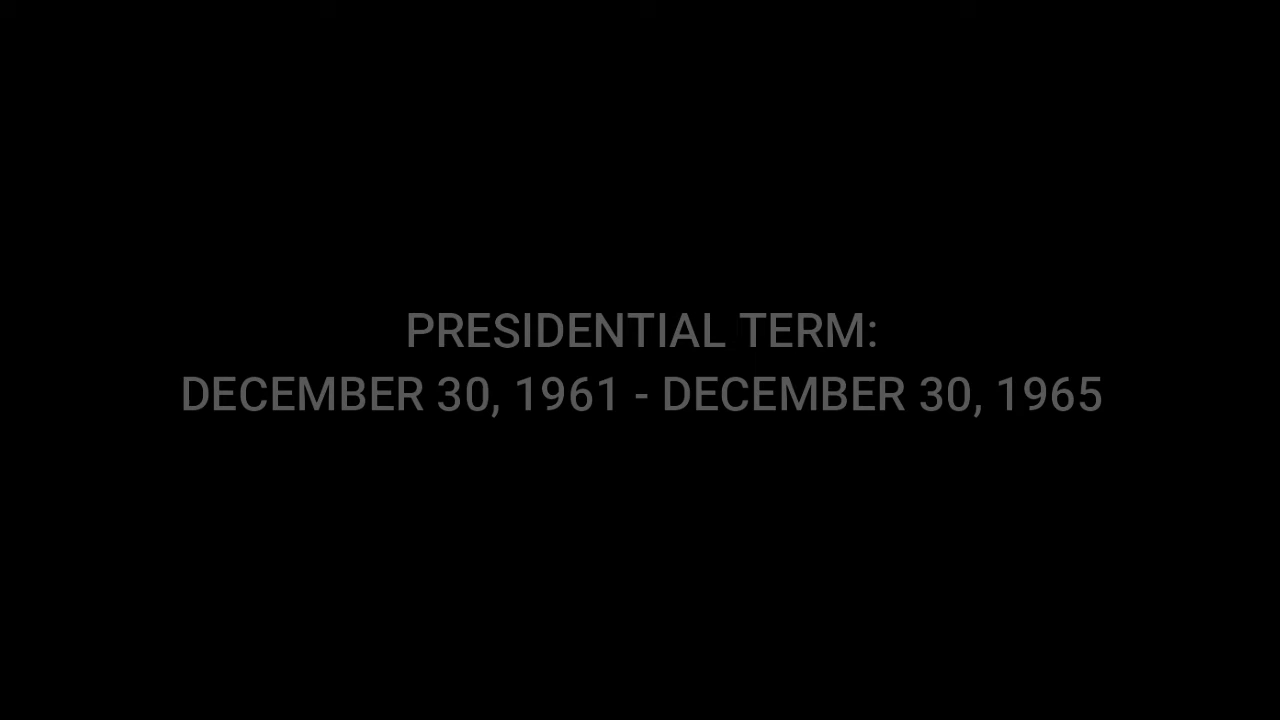 PRESIDENTIAL TERM:
DECEMBER 30, 1961 - DECEMBER 30, 1965